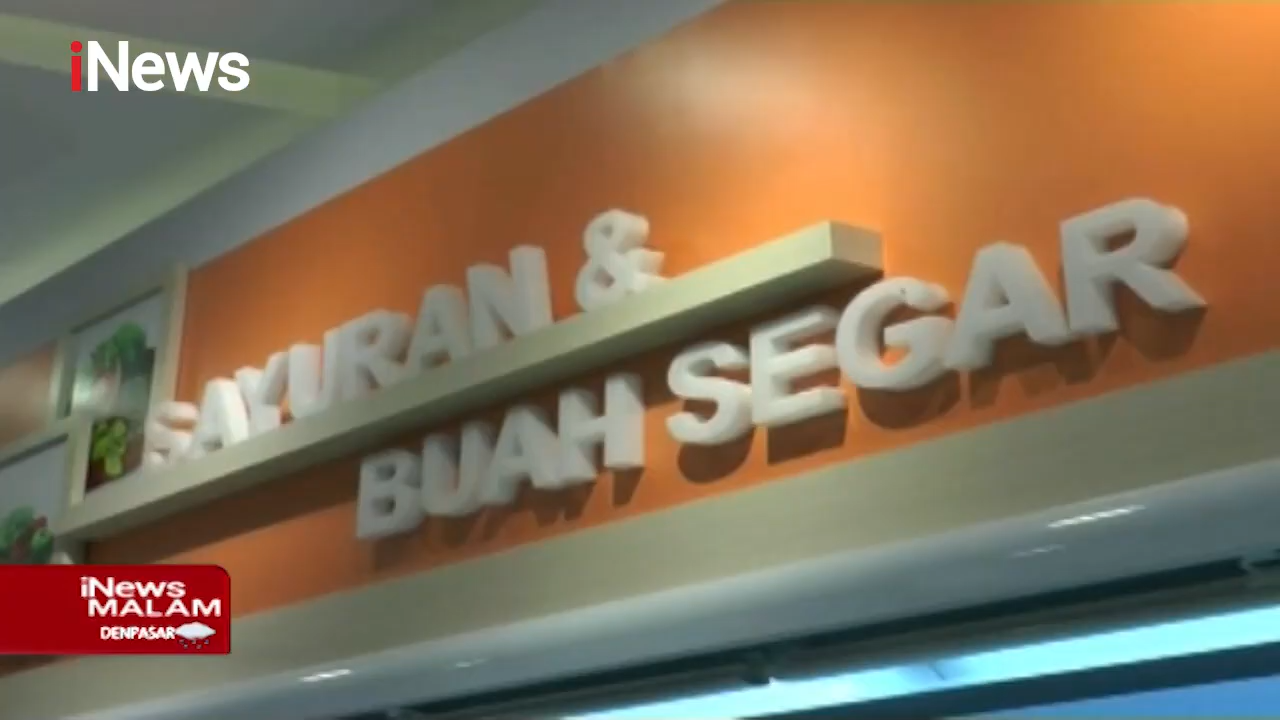 iNews
SAYURAN &
BUAH SEGAR
iNews
MALAM
DENPASAR